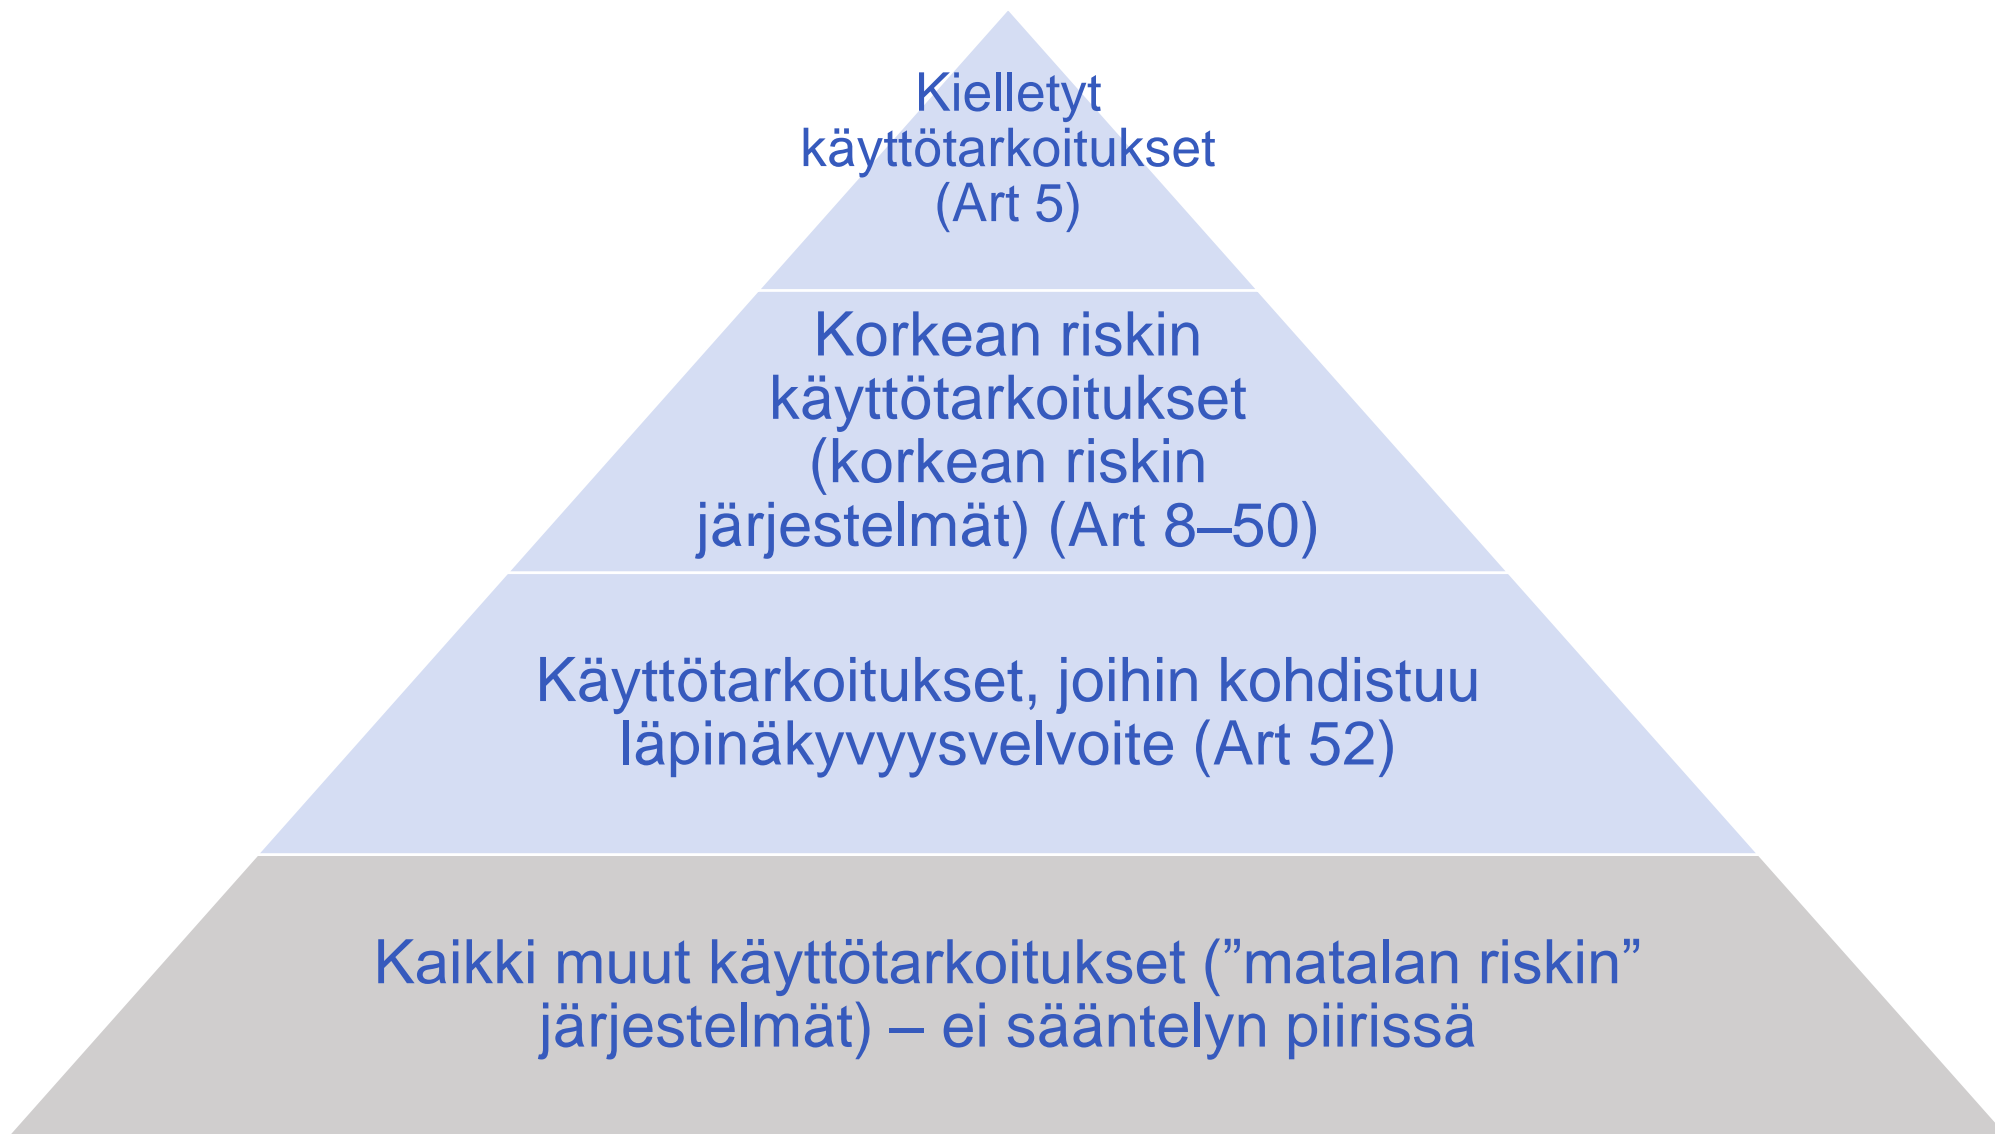 Kielletyt
käyttötarkoitukset
(Art 5)
Korkean riskin
käyttötarkoitukset
(korkean riskin
järjestelmät) (Art 8–50)
Käyttötarkoitukset, joihin kohdistuu
läpinäkyvyysvelvoite (Art 52)
Kaikki muut käyttötarkoitukset (”matalan riskin”
järjestelmät) – ei sääntelyn piirissä